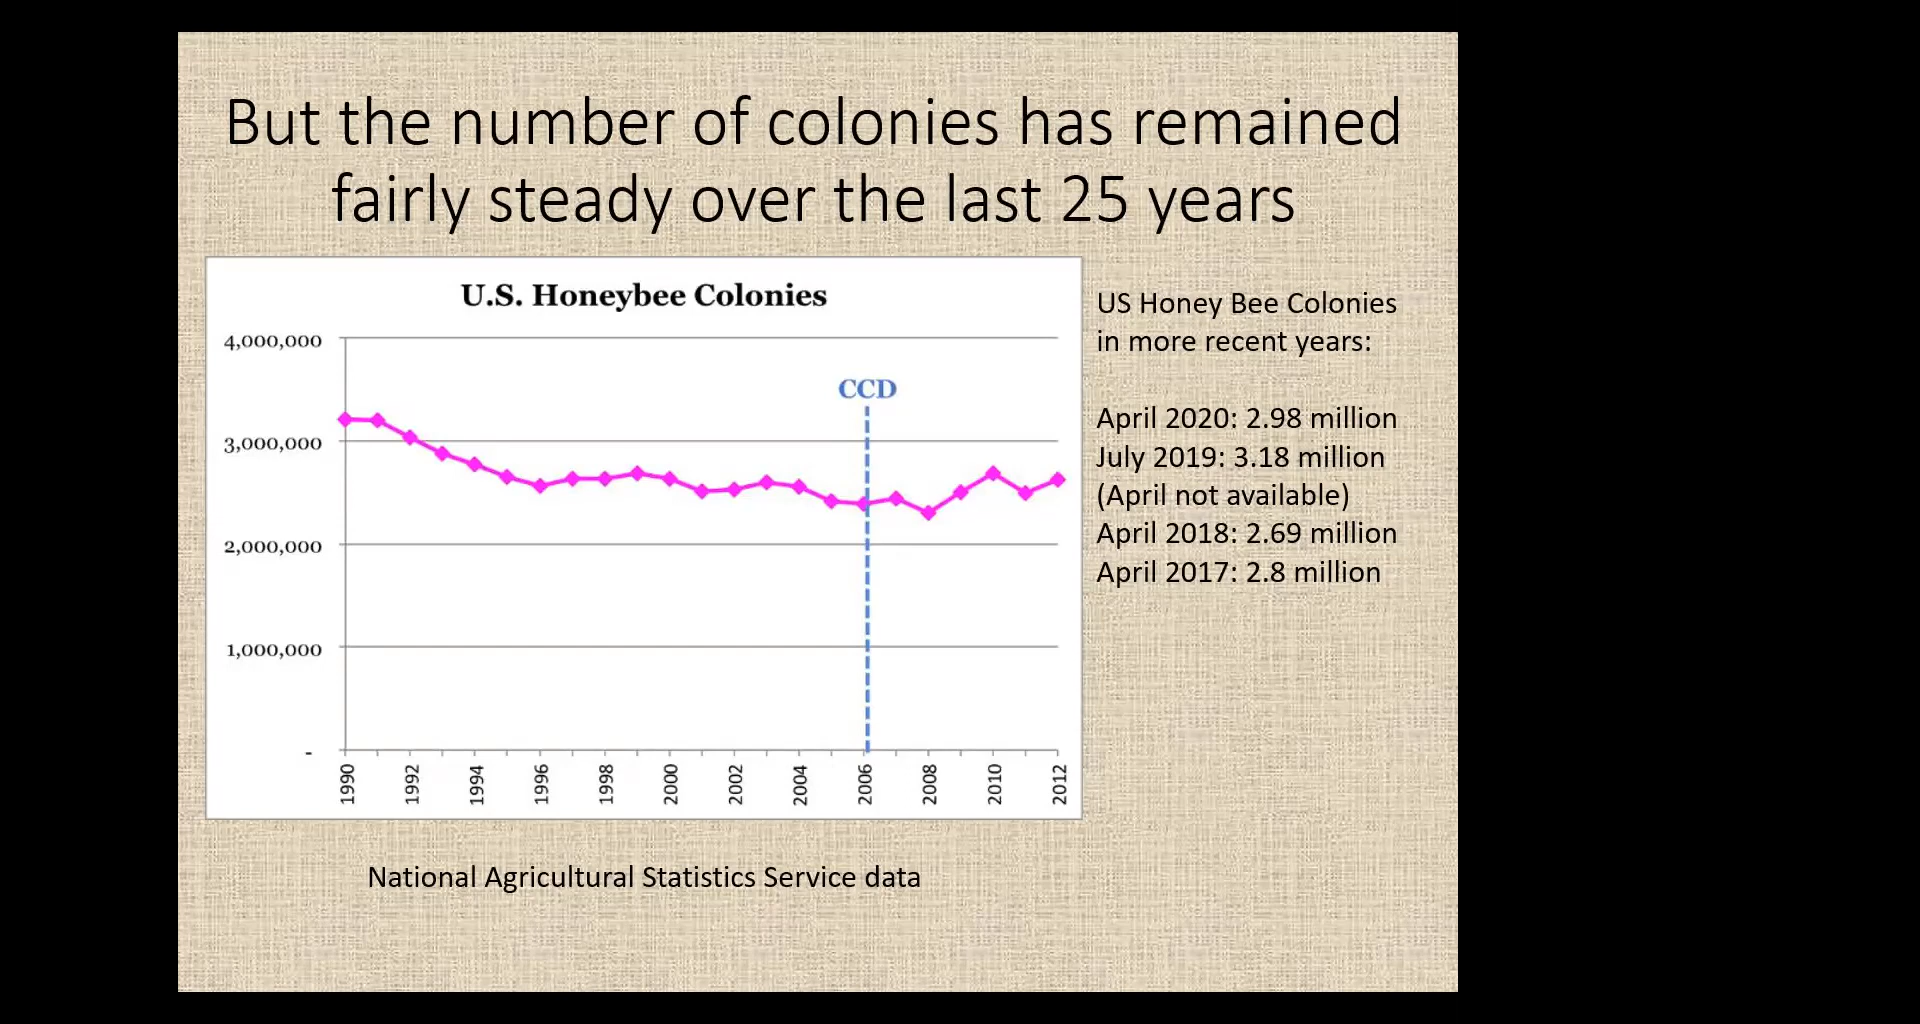 But the number of colonies has remained
fairly steady over the last 25 years
U.S. Honeybee Colonies
4,000,000
3,000,000
2,000,000
1,000,000
-
CCD
1990
1992
1994
1996
1998
2000
2002
2004
2006
2008
2010
2012
US Honey Bee Colonies
in more recent years:
April 2020: 2.98 million
July 2019: 3.18 million
(April not available)
April 2018: 2.69 million
April 2017: 2.8 million
National Agricultural Statistics Service data